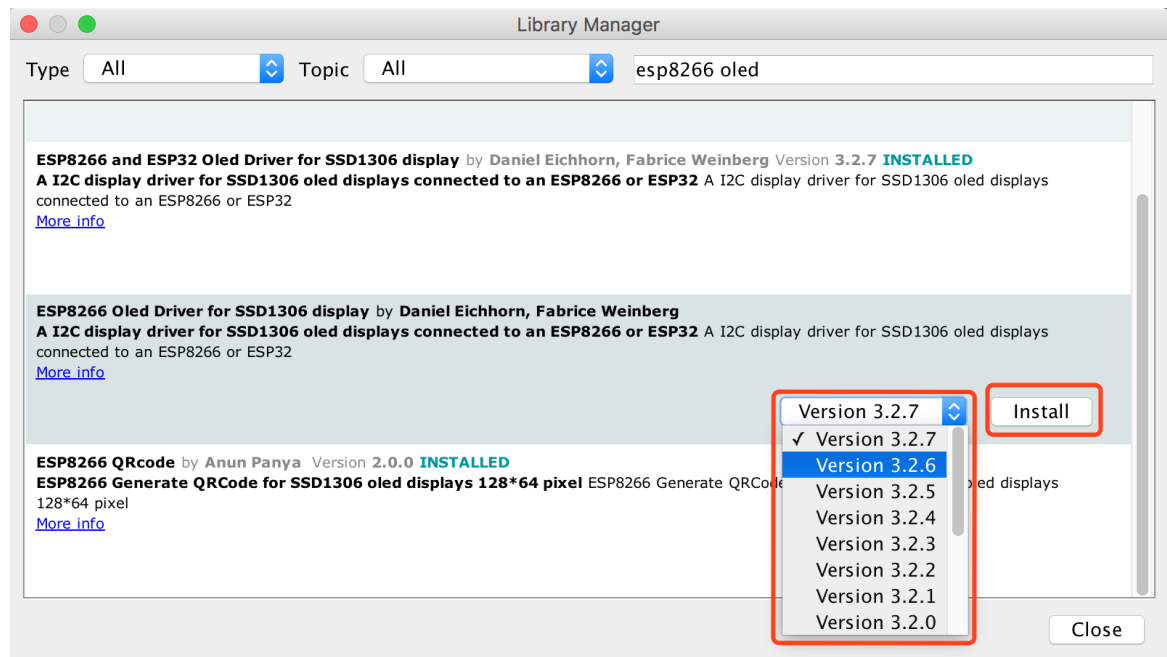 Library Manager
Type All Topic All esp8266 oled
ESP8266 and ESP32 Oled Driver for SSD1306 display by Daniel Eichhorn, Fabrice Weinberg Version 3.2.7 INSTALLED
A I2C display driver for SSD1306 oled displays connected to an ESP8266 or ESP32 A I2C display driver for SSD1306 oled displays
connected to an ESP8266 or ESP32
More info
ESP8266 Oled Driver for SSD1306 display by Daniel Eichhorn, Fabrice Weinberg
A I2C display driver for SSD1306 oled displays connected to an ESP8266 or ESP32 A I2C display driver for SSD1306 oled displays
connected to an ESP8266 or ESP32
More info
Version 3.2.7 Install
✓ Version 3.2.7
Version 3.2.6
Version 3.2.5
Version 3.2.4
Version 3.2.3
Version 3.2.2
Version 3.2.1
Version 3.2.0
ESP8266 QRcode by Anun Panya Version 2.0.0 INSTALLED
ESP8266 Generate QRCode for SSD1306 oled displays 128*64 pixel ESP8266 Generate QRCode displays
128*64 pixel
More info
Close